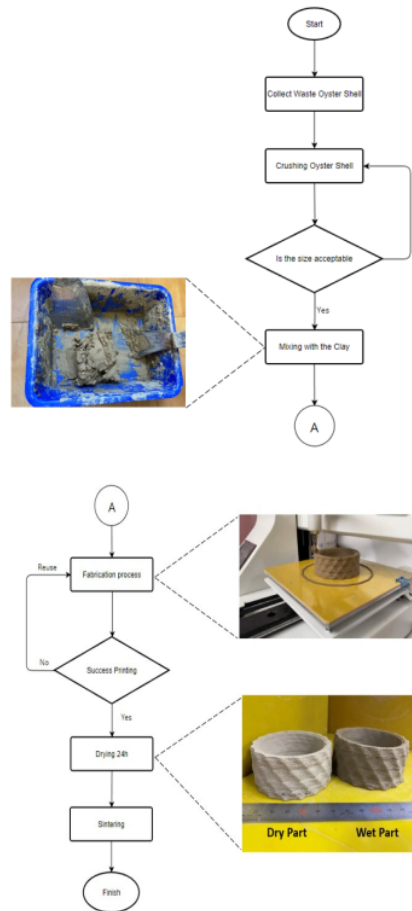 Start
Collect Waste Oyster Shell
Crushing Oyster Shell
Is the size acceptable
Yes
Mixing with the Clay
A
A
Reuse
Fabrication process
No
Success Printing
Yes
Drying 24h
Dry Part
Wet Part
Sintering
Finish